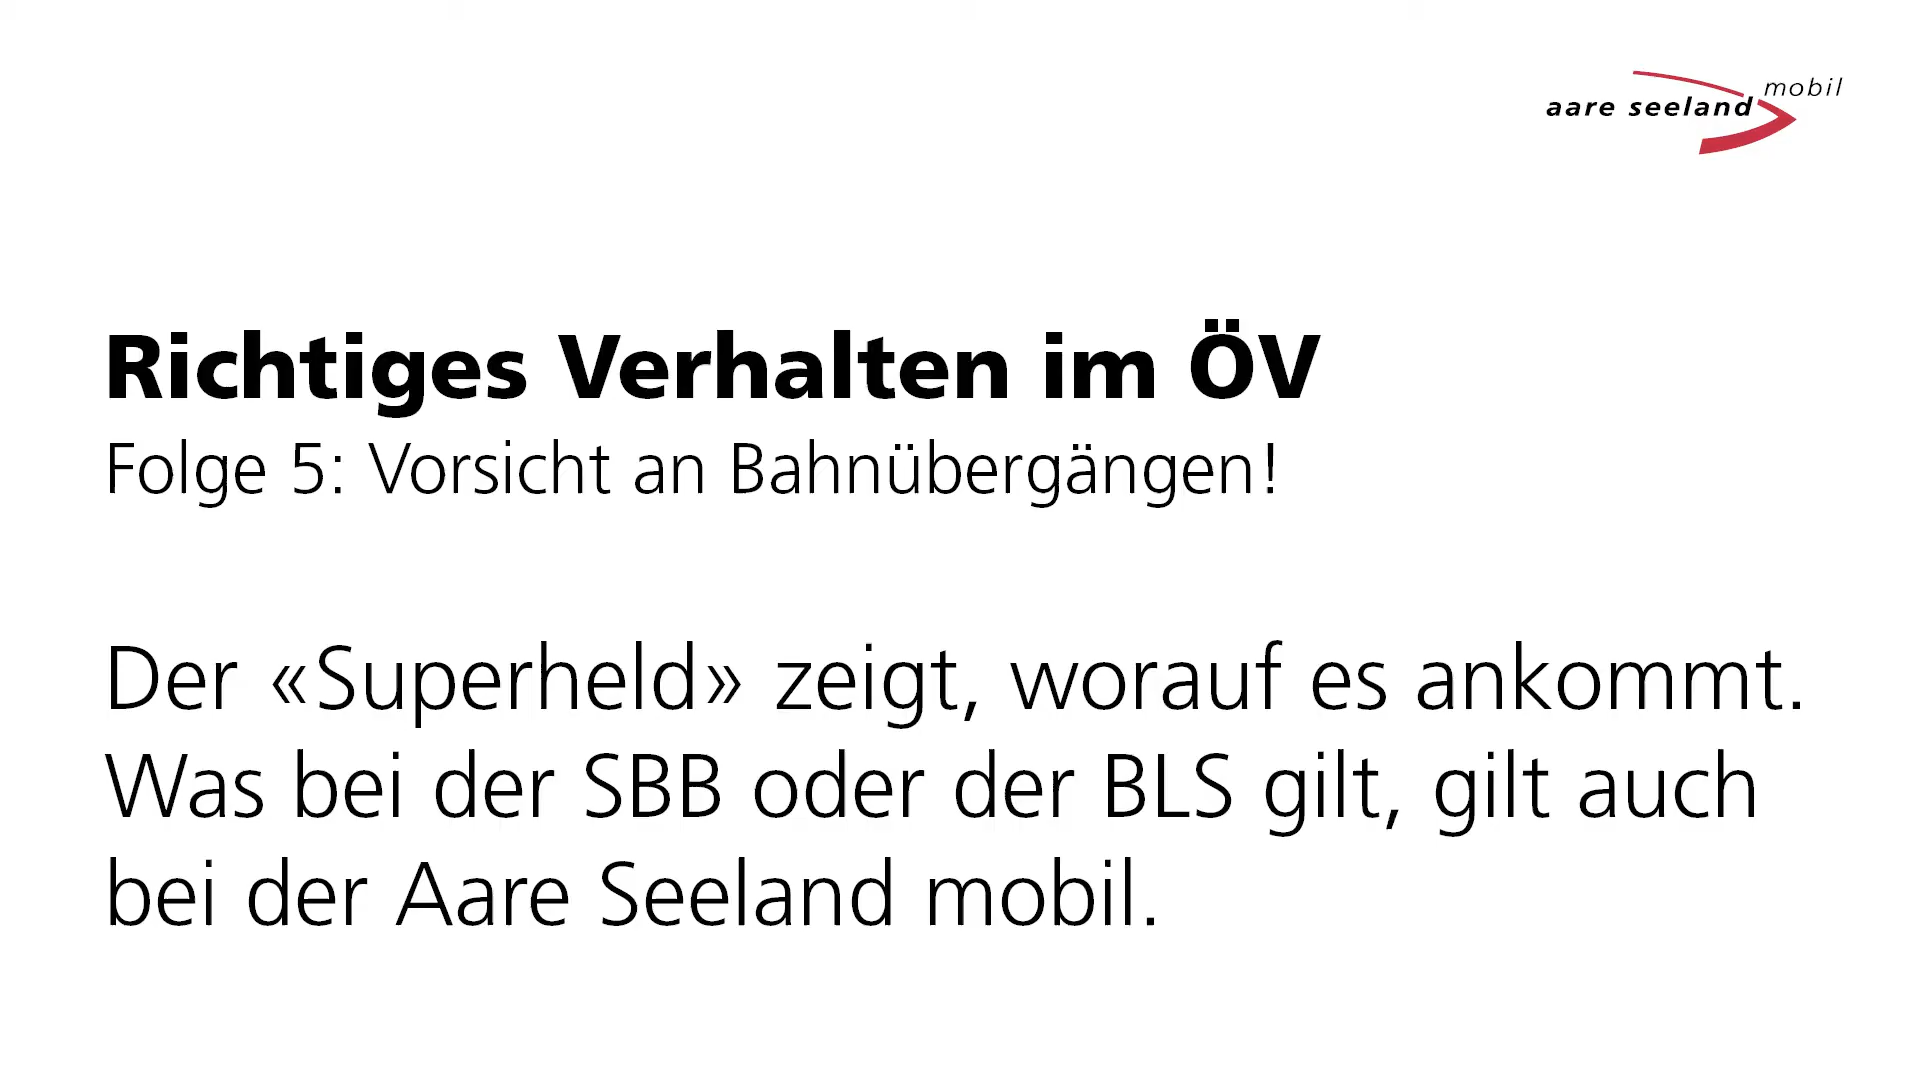 aare seeland mobil
Richtiges Verhalten im ÖV
Folge 5: Vorsicht an Bahnübergängen!
Der «Superheld» zeigt, worauf es ankommt.
Was bei der SBB oder der BLS gilt, gilt auch
bei der Aare Seeland mobil.